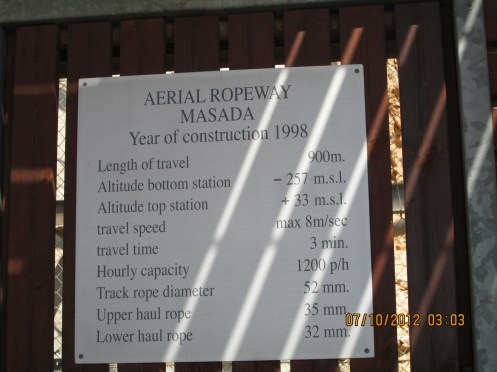 AERIAL ROPEWAY
MASADA
Year of construction 1998
Length of travel 900m.
Altitude bottom station - 257 m.s.l.
Altitude top station + 33 m.s.l.
travel speed max 8m/sec
travel time 3 min.
Hourly capacity 1200 p/h
Track rope diameter 52 mm.
Upper haul rope 35 mm
Lower haul rope 32 mm.
07/10/2012 03:03